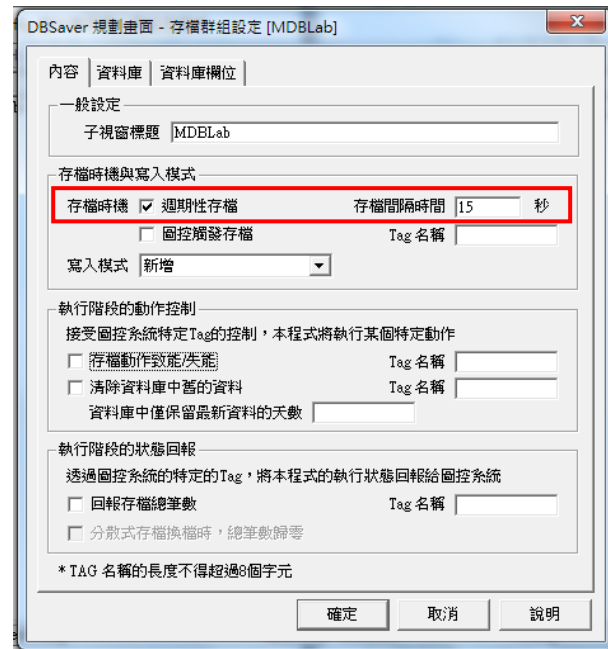 DBSaver 規劃畫面 - 存檔群組設定 [MDBLab]
內容 資料庫 資料庫欄位
一般設定
子視窗標題 MDBLab
存檔時機與寫入模式
存檔時機 週期性存檔 存檔間隔時間 15 秒
圖控觸發存檔 Tag 名稱
寫入模式 新增
執行階段的動作控制
接受圖控系統特定Tag的控制，本程式將執行某個特定動作
存檔動作致能/失能 Tag 名稱
清除資料庫中舊的資料 Tag 名稱
資料庫中僅保留最新資料的天數
執行階段的狀態回報
透過圖控系統的特定的Tag，將本程式的執行狀態回報給圖控系統
回報存檔總筆數 Tag 名稱
分散式存檔換檔時，總筆數歸零
* TAG 名稱的長度不得超過8個字元
確定 取消 說明